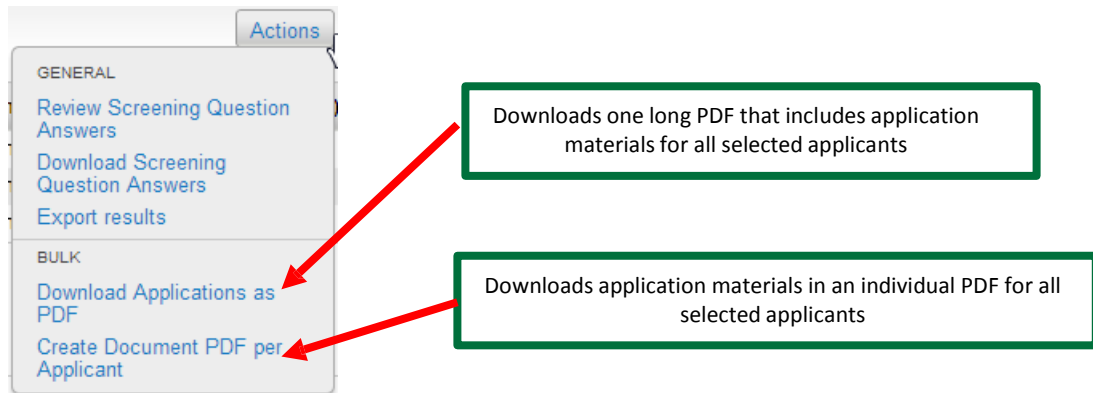 Actions
GENERAL
Review Screening Question
Answers
Download Screening
Question Answers
Export results
BULK
Download Applications as
PDF
Create Document PDF per
Applicant
Downloads one long PDF that includes application
materials for all selected applicants
Downloads application materials in an individual PDF for all
selected applicants